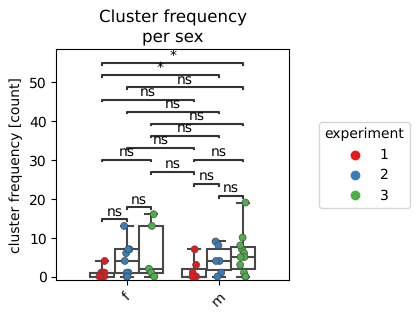 Cluster frequency
per sex
cluster frequency [count]
50
40
30
20
10
0
*
*
ns
ns
ns
ns
ns
ns
ns
ns
ns
ns
ns
ns
ns
f
m
experiment
1
2
3